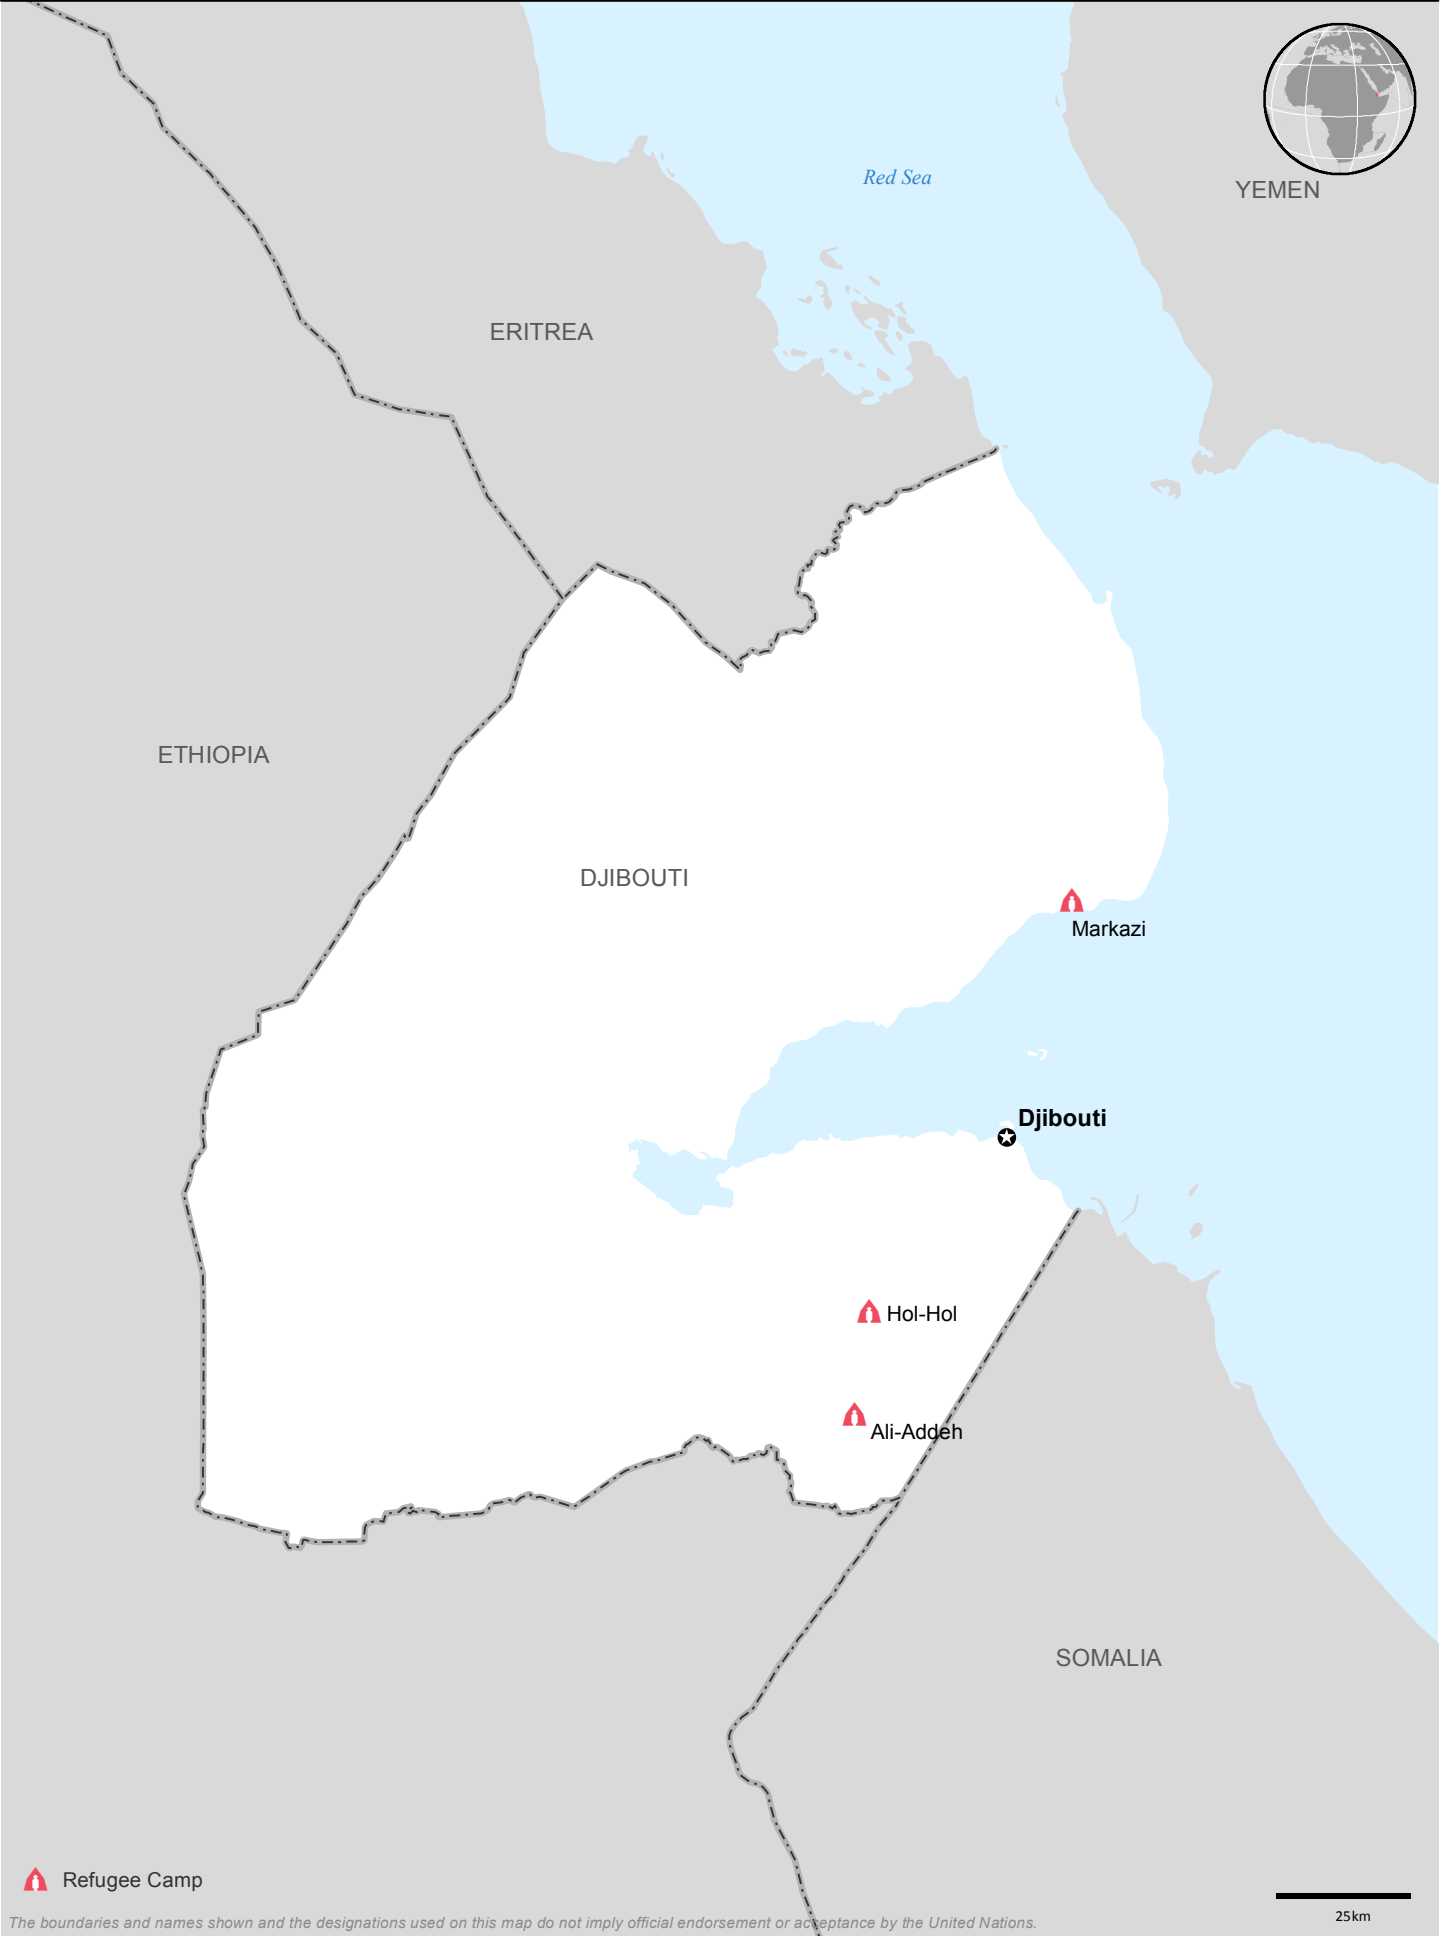 Red Sea
YEMEN
ERITREA
ETHIOPIA
DJIBOUTI
Markazi
Djibouti
Hol-Hol
Ali-Addeh
SOMALIA
Refugee Camp
The boundaries and names shown and the designations used on this map do not imply official endorsement or acceptance by the United Nations.
25km